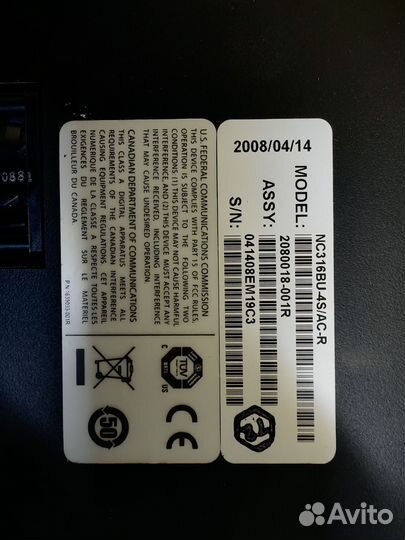 U.S. FEDERAL COMMUNICATIONS COMMISSION
THIS DEVICE COMPLIES WITH PART 15 OF FCC RULES.
OPERATION IS SUBJECT TO THE FOLLOWING TWO
CONDITIONS: (1) THIS DEVICE MAY NOT CAUSE HARMFUL
INTERFERENCE, AND (2) THIS DEVICE MUST ACCEPT ANY
INTERFERENCE RECEIVED, INCLUDING INTERFERENCE
THAT MAY CAUSE UNDESIRED OPERATION.
CANADIAN DEPARTMENT OF COMMUNICATIONS
THIS CLASS A DIGITAL APPARATUS MEETS ALL
REQUIREMENTS OF THE CANADIAN INTERFERENCE
CAUSING EQUIPMENT REGULATIONS CET APPAREIL
NUMÉRIQUE DE LA CLASSE A RESPECTE TOUTES LES
EXIGENCES DU REGLEMENT SUR LE MATERIEL
BROUILLEUR DU CANADA.
C TÜV US
CE
50
2008/04/14
MODEL:
NC316BU-4S/AC-R
ASSY:
2080018-001R
S/N:
041408EM19C3
0881
Avito